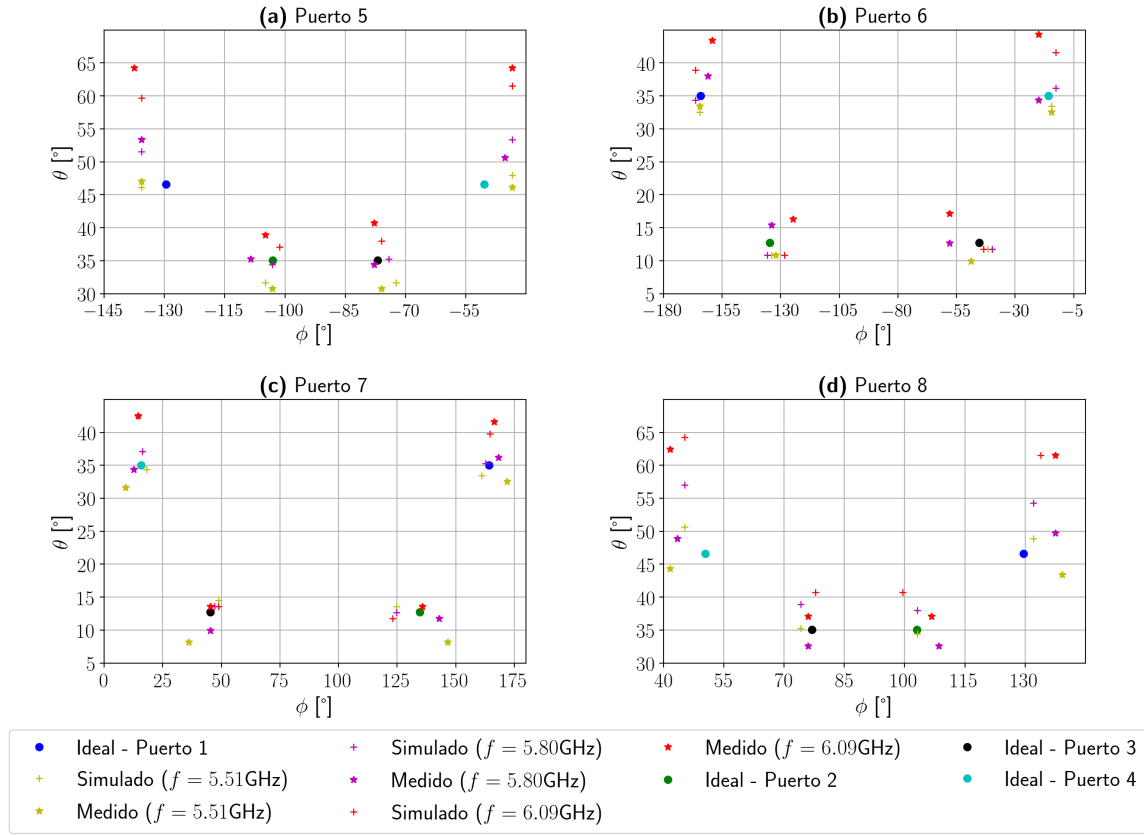 (a) Puerto 5
65
60
55
50
45
40
35
30
θ [°]
−145 −130 −115 −100 −85 −70 −55
ϕ [°]
(b) Puerto 6
40
35
30
25
20
15
10
5
θ [°]
−180 −155 −130 −105 −80 −55 −30 −5
ϕ [°]
(c) Puerto 7
40
35
30
25
20
15
10
5
θ [°]
0 25 50 75 100 125 150 175
ϕ [°]
(d) Puerto 8
65
60
55
50
45
40
35
30
θ [°]
40 55 70 85 100 115 130
ϕ [°]
Ideal - Puerto 1
Simulado (f = 5.51GHz)
Medido (f = 5.51GHz)
Simulado (f = 5.80GHz)
Medido (f = 5.80GHz)
Simulado (f = 6.09GHz)
Medido (f = 6.09GHz)
Ideal - Puerto 2
Ideal - Puerto 3
Ideal - Puerto 4